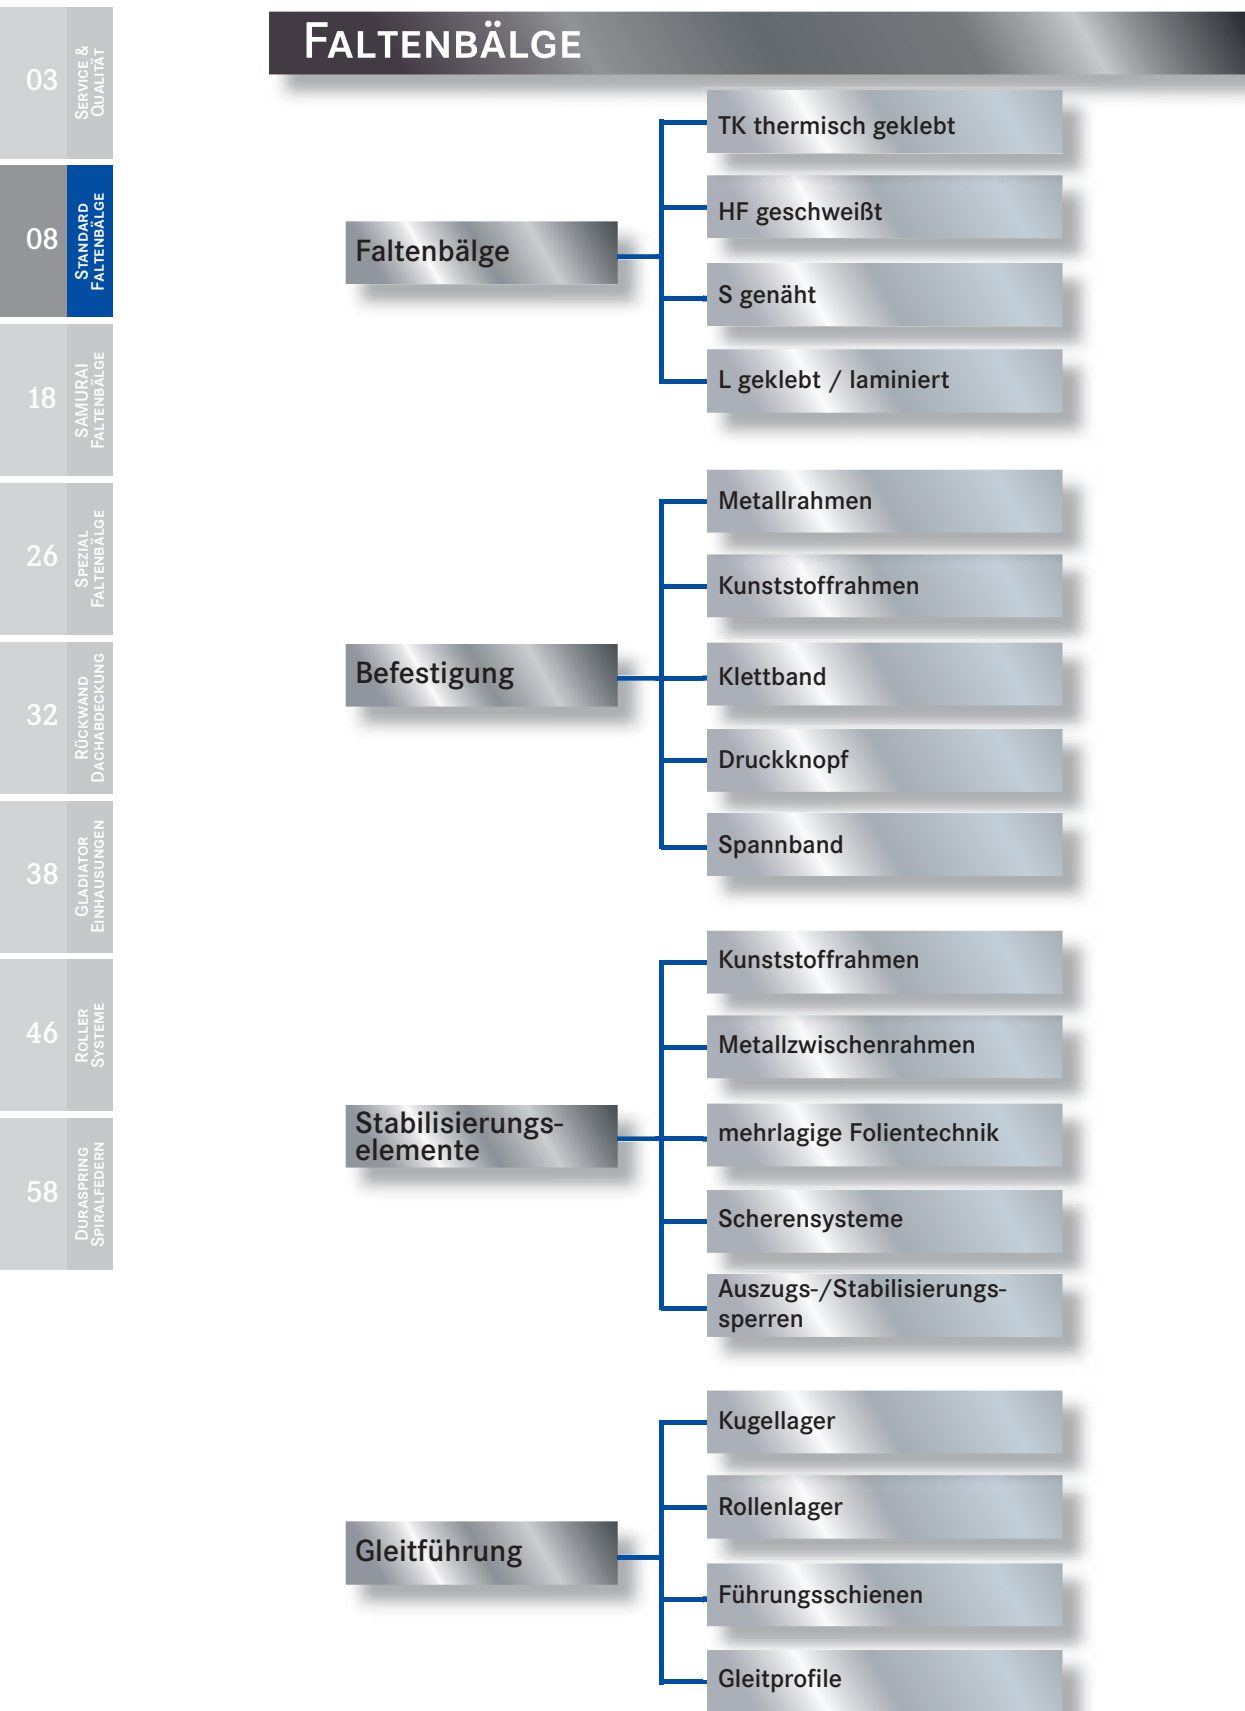 FALTENBÄLGE
03
SERVICE &
QUALITÄT
08
STANDARD
FALTENBÄLGE
18
SAMURAI
FALTENBÄLGE
26
SPEZIAL
FALTENBÄLGE
32
RÜCKWAND
DACHABDECKUNG
38
GLADIATOR
EINHAUSUNGEN
46
ROLLER
SYSTEME
58
DURASPRING
SPIRALFEDERN
Faltenbälge
TK thermisch geklebt
HF geschweißt
S genäht
L geklebt / laminiert
Befestigung
Metallrahmen
Kunststoffrahmen
Klettband
Druckknopf
Spannband
Stabilisierungs-
elemente
Kunststoffrahmen
Metallzwischenrahmen
mehrlagige Folientechnik
Scherensysteme
Auszugs-/Stabilisierungs-
sperren
Gleitführung
Kugellager
Rollenlager
Führungsschienen
Gleitprofile